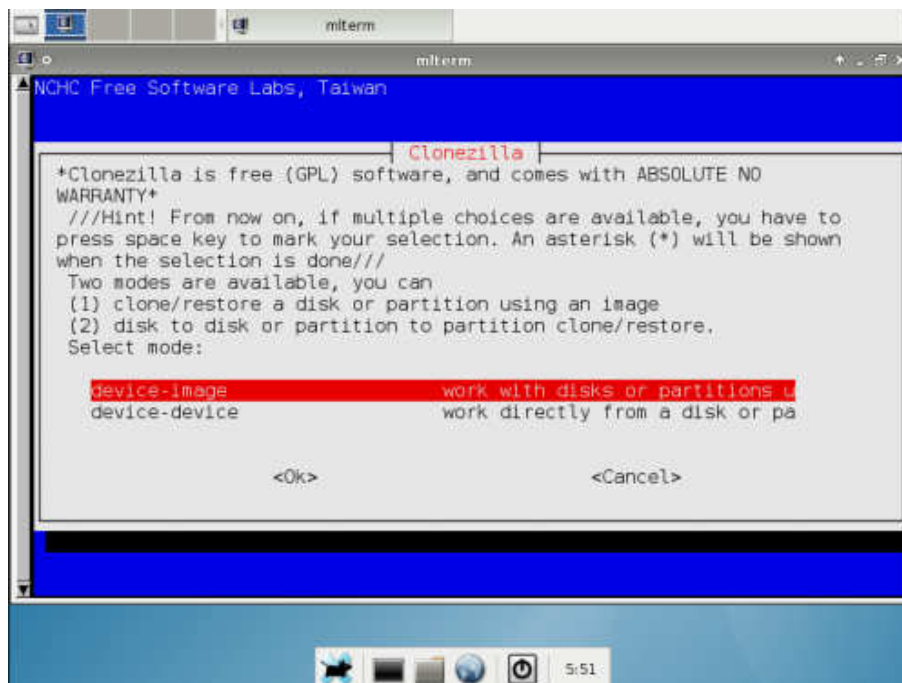 mlterm
mlterm
NCHC Free Software Labs, Taiwan
Clonezilla
*Clonezilla is free (GPL) software, and comes with ABSOLUTE NO
WARRANTY*
///Hint! From now on, if multiple choices are available, you have to
press space key to mark your selection. An asterisk (*) will be shown
when the selection is done///
Two modes are available, you can
(1) clone/restore a disk or partition using an image
(2) disk to disk or partition to partition clone/restore.
Select mode:
device-image work with disks or partitions u
device-device work directly from a disk or pa
<Ok> <Cancel>
5:51